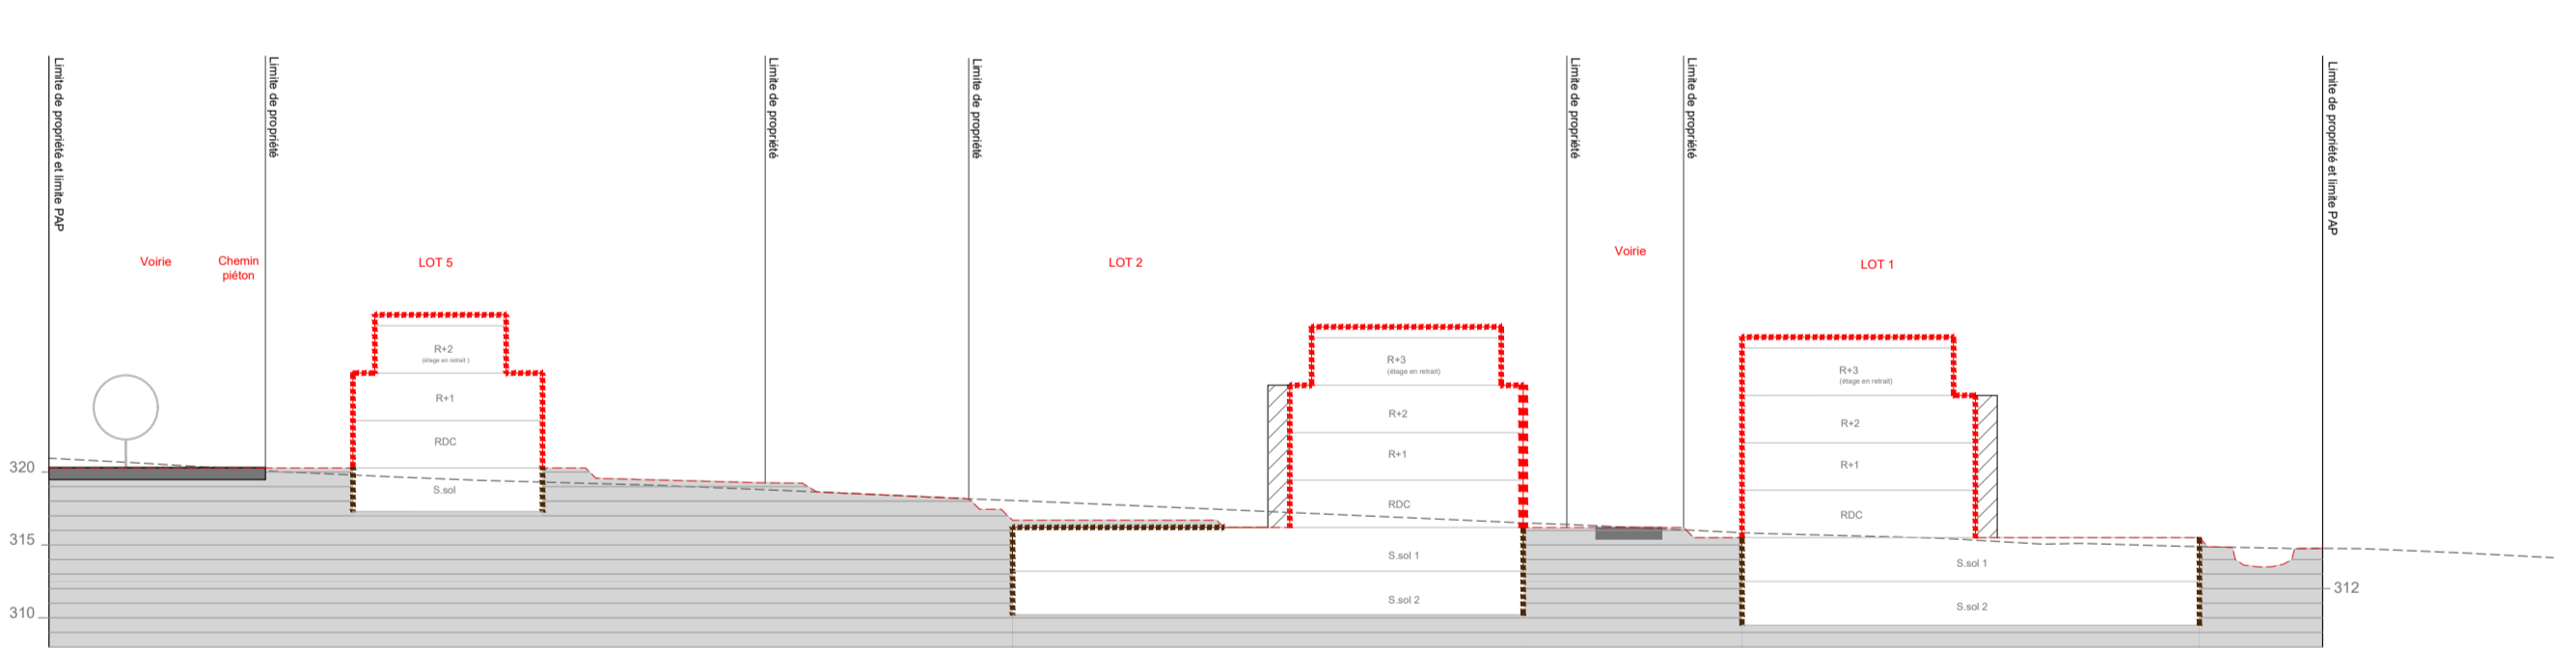 Limite de propriété et limite PAP
Limite de propriété
Limite de propriété
Limite de propriété
Limite de propriété
Limite de propriété
Limite de propriété et limite PAP
Voirie
Chemin
piéton
LOT 5
LOT 2
Voirie
LOT 1
R+2
(étage en retrait )
R+1
RDC
S.sol
R+3
(étage en retrait)
R+2
R+1
RDC
S.sol 1
S.sol 2
R+3
(étage en retrait)
R+2
R+1
RDC
S.sol 1
S.sol 2
320
315
310
312